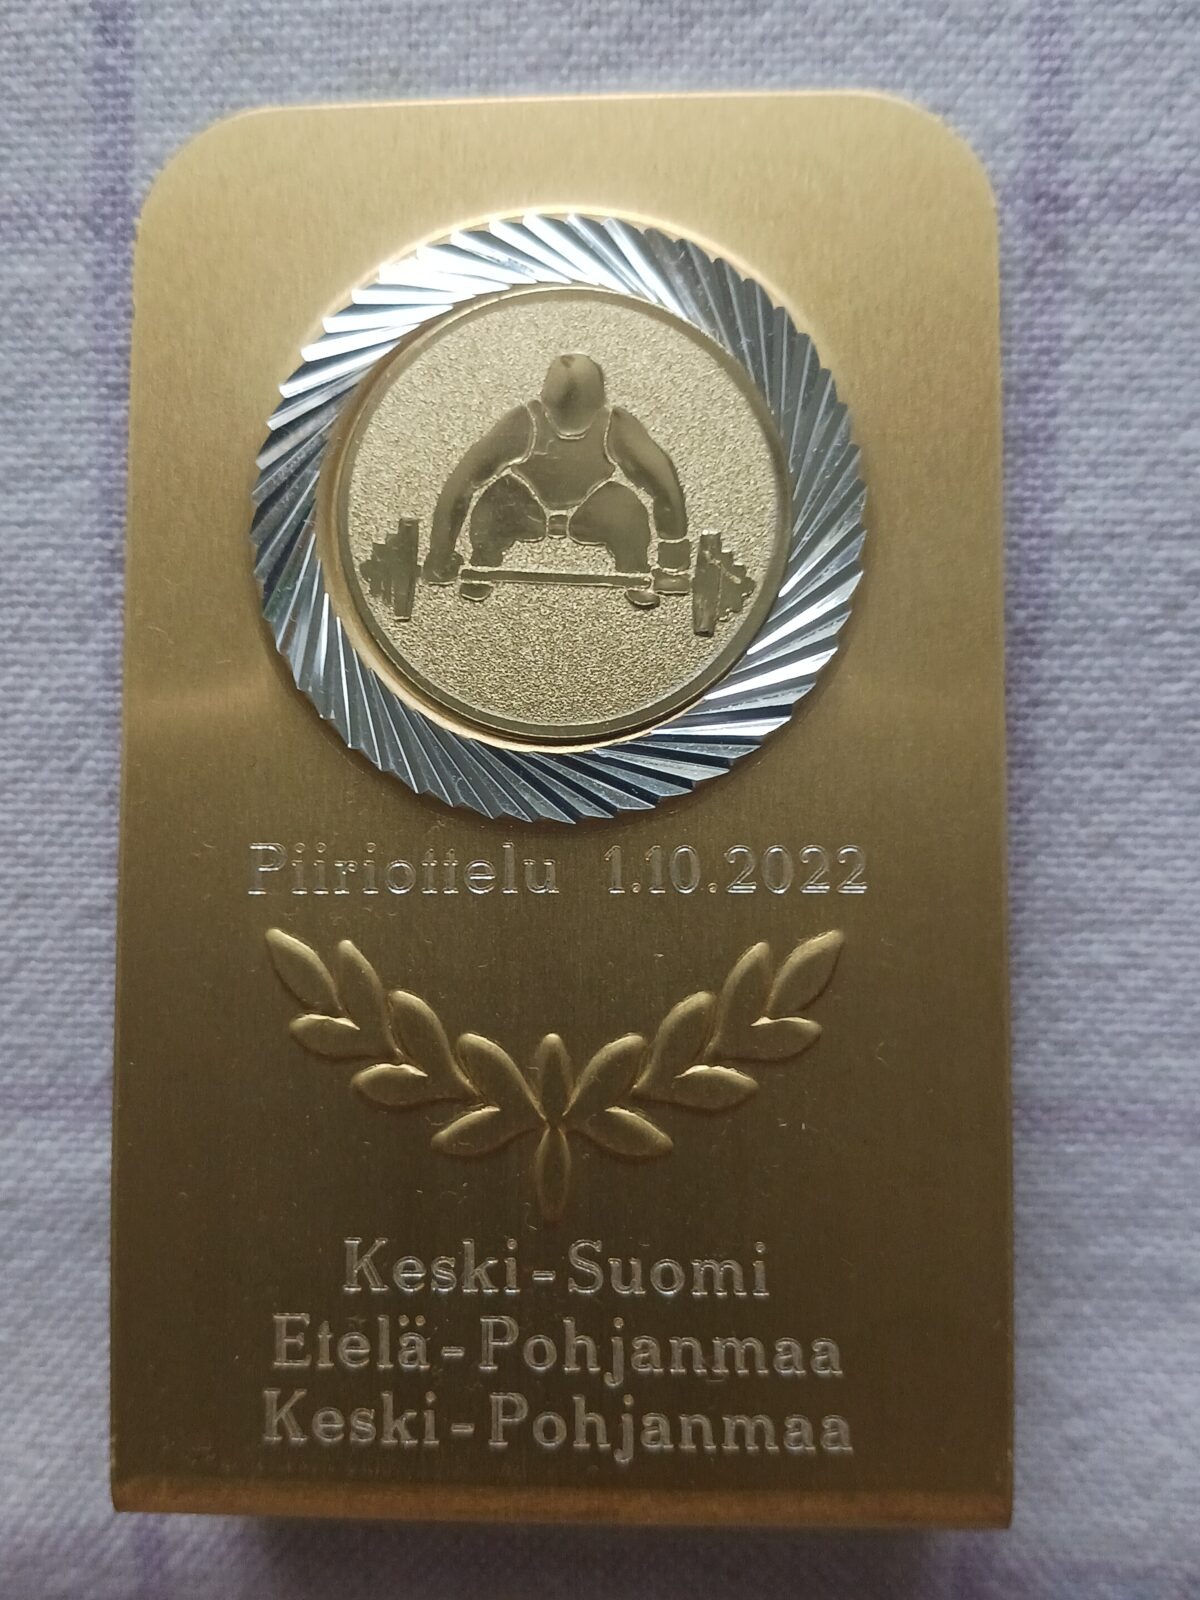 Piiriottelu 1.10.2022
Keski-Suomi
Etelä-Pohjanmaa
Keski-Pohjanmaa